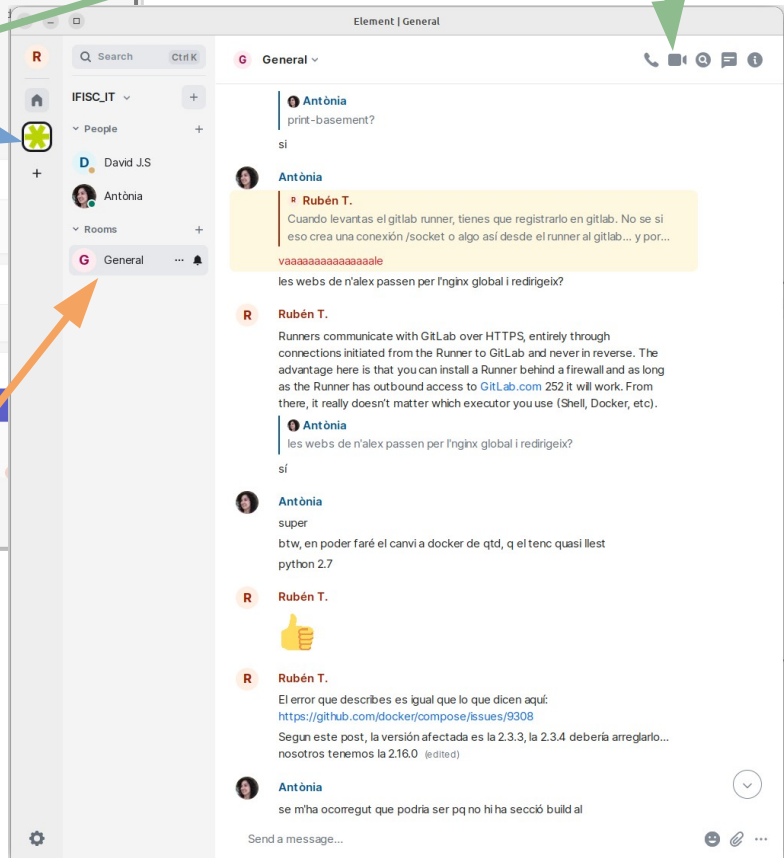 Element | General
R
Search
Ctrl K
G General
IFISC_IT
+
People
+
D David J.S
Antònia
Rooms
+
G General ...
+
Antònia
print-basement?
si
Antònia
R Rubén T.
Cuando levantas el gitlab runner, tienes que registrarlo en gitlab. No se si
eso crea una conexión /socket o algo así desde el runner al gitlab... y por...
vaaaaaaaaaaaaaaale
les webs de n'alex passen per l'nginx global i redirigeix?
R Rubén T.
Runners communicate with GitLab over HTTPS, entirely through
connections initiated from the Runner to GitLab and never in reverse. The
advantage here is that you can install a Runner behind a firewall and as long
as the Runner has outbound access to GitLab.com 252 it will work. From
there, it really doesn't matter which executor you use (Shell, Docker, etc).
Antònia
les webs de n'alex passen per l'nginx global i redirigeix?
sí
Antònia
super
btw, en poder faré el canvi a docker de qtd, q el tenc quasi llest
python 2.7
R Rubén T.
R Rubén T.
El error que describes es igual que lo que dicen aquí:
https://github.com/docker/compose/issues/9308
Segun este post, la versión afectada es la 2.3.3, la 2.3.4 debería arreglarlo...
nosotros tenemos la 2.16.0 (edited)
Antònia
se m'ha ocorregut que podria ser pq no hi ha secció build al
Send a message...